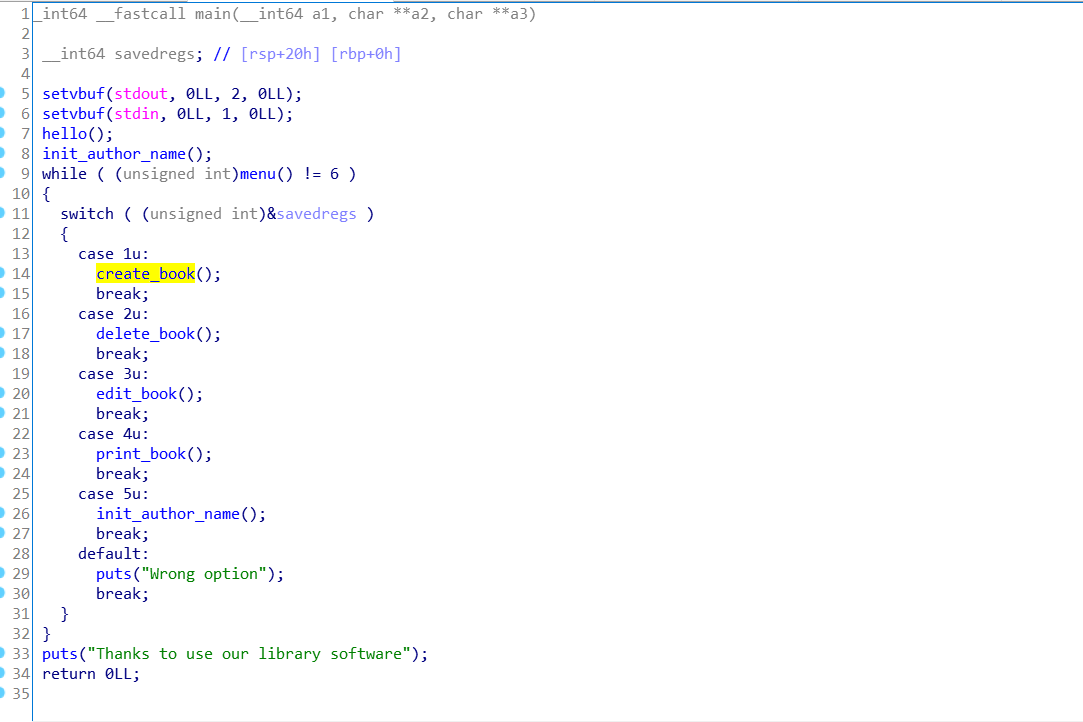 1 _int64 __fastcall main(__int64 a1, char **a2, char **a3)
2
3 __int64 savedregs; // [rsp+20h] [rbp+0h]
4
5 setvbuf(stdout, 0LL, 2, 0LL);
6 setvbuf(stdin, 0LL, 1, 0LL);
7 hello();
8 init_author_name();
9 while ( (unsigned int)menu() != 6 )
10 {
11   switch ( (unsigned int)&savedregs )
12   {
13     case 1u:
14       create_book();
15       break;
16     case 2u:
17       delete_book();
18       break;
19     case 3u:
20       edit_book();
21       break;
22     case 4u:
23       print_book();
24       break;
25     case 5u:
26       init_author_name();
27       break;
28     default:
29       puts("Wrong option");
30       break;
31   }
32 }
33 puts("Thanks to use our library software");
34 return 0LL;
35